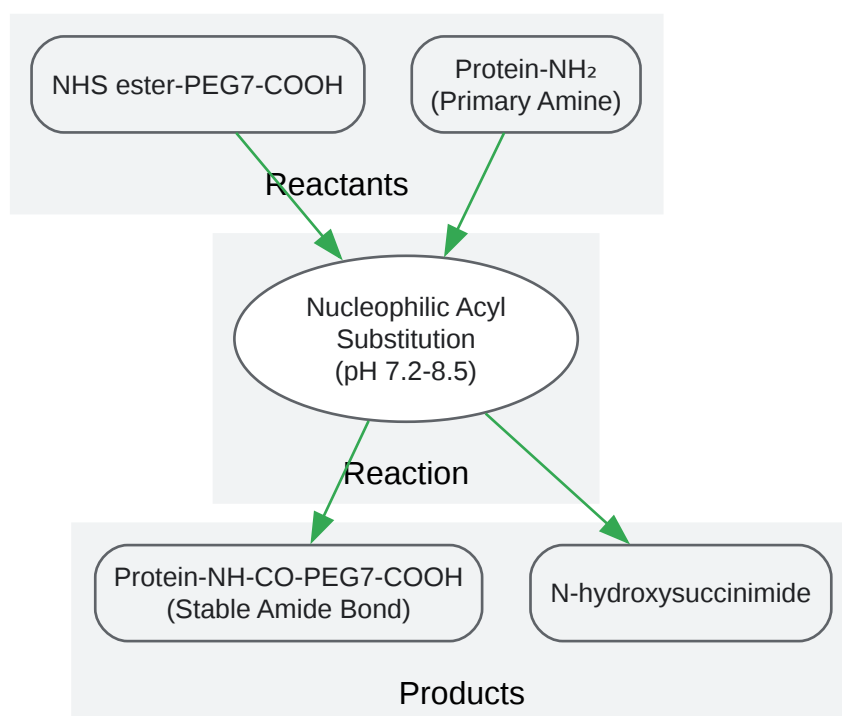 NHS ester-PEG7-COOH
Protein-NH₂
(Primary Amine)
Reactants
Nucleophilic Acyl
Substitution
(pH 7.2-8.5)
Reaction
Protein-NH-CO-PEG7-COOH
(Stable Amide Bond)
N-hydroxysuccinimide
Products